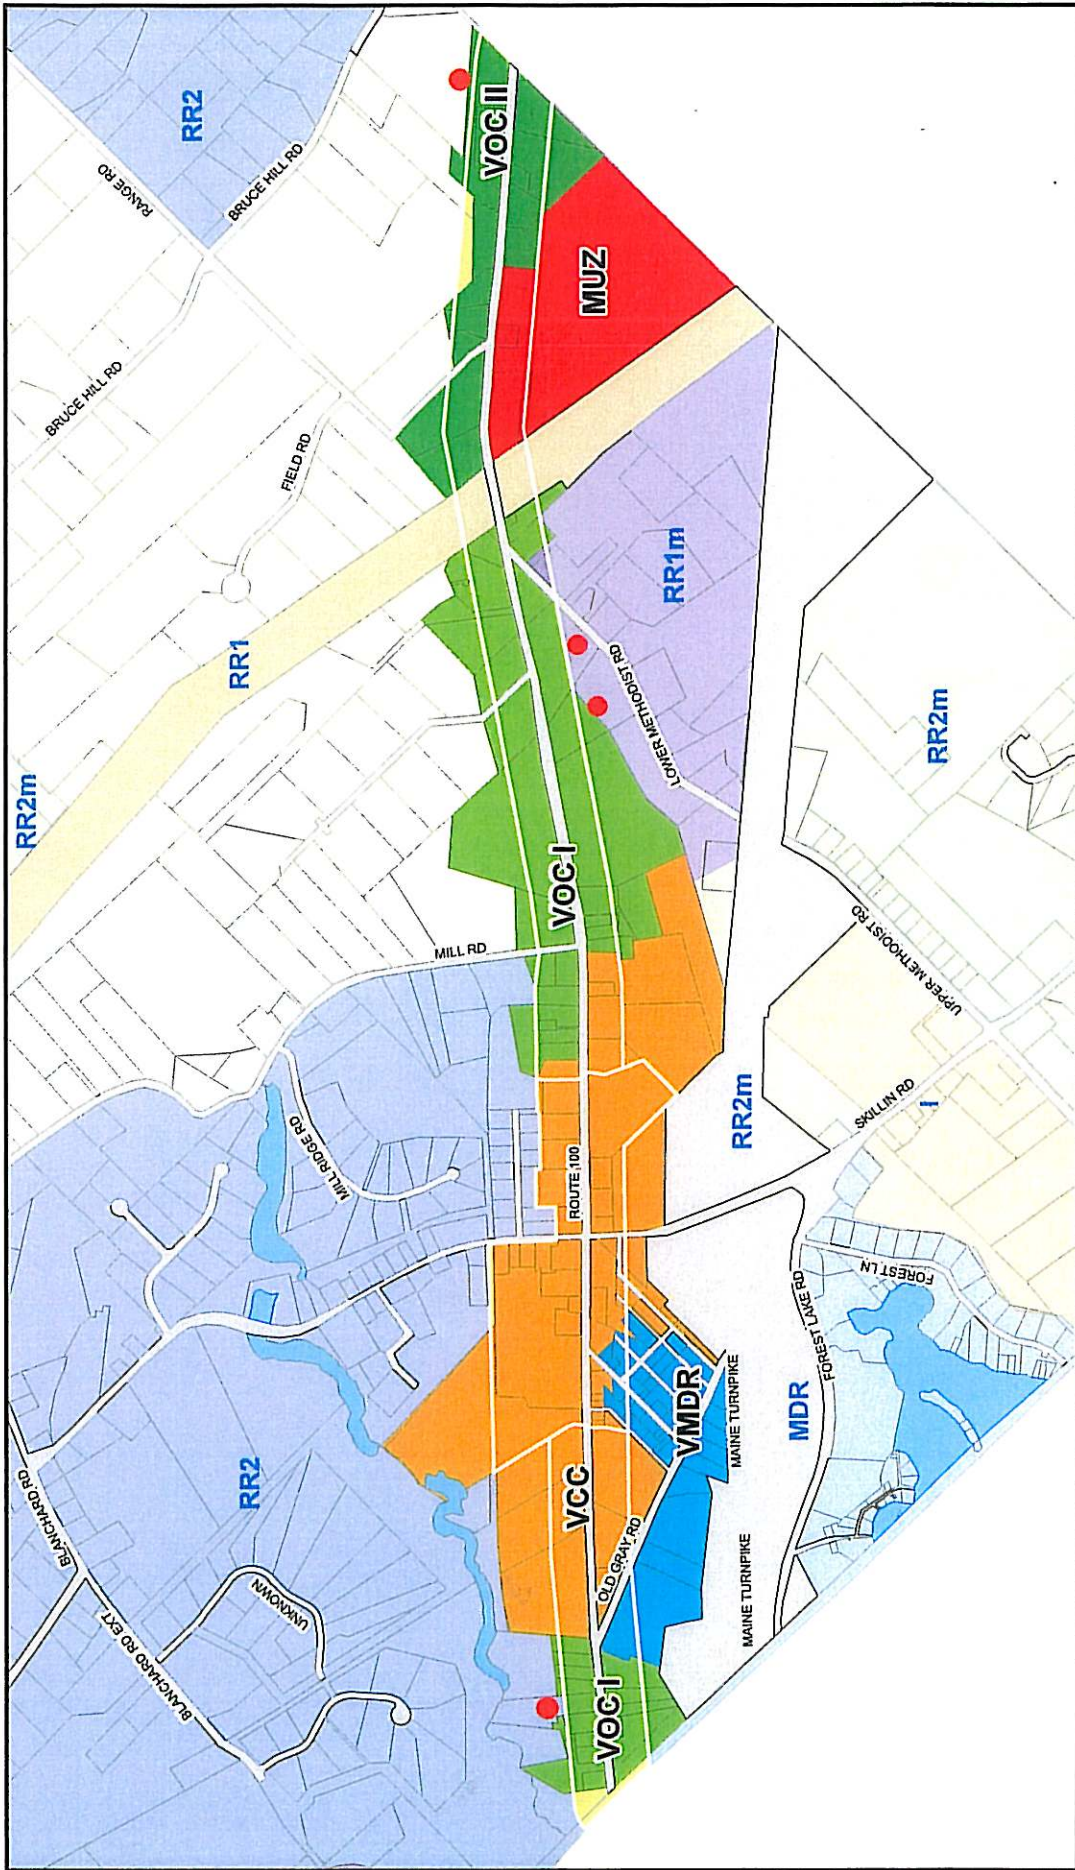 RR2
RANGE RD
BRUCE HILL RD
VOC II
BRUCE HILL RD
FIELD RD
MUZ
RR1
RR1m
RR2m
LOWER METHODIST RD
RR2m
VOC I
MILL RD
UPPER METHODIST RD
MILL RIDGE RD
ROUTE 100
RR2m
SKILLIN RD
I
FOREST LN
FOREST LAKE RD
MAINE TURNPIKE
MDR
VMDR
RR2
VCC
OLD GRAY RD
BLANCHARD RD
UNKNOWN
BLANCHARD RD EXT
MAINE TURNPIKE
VOC I